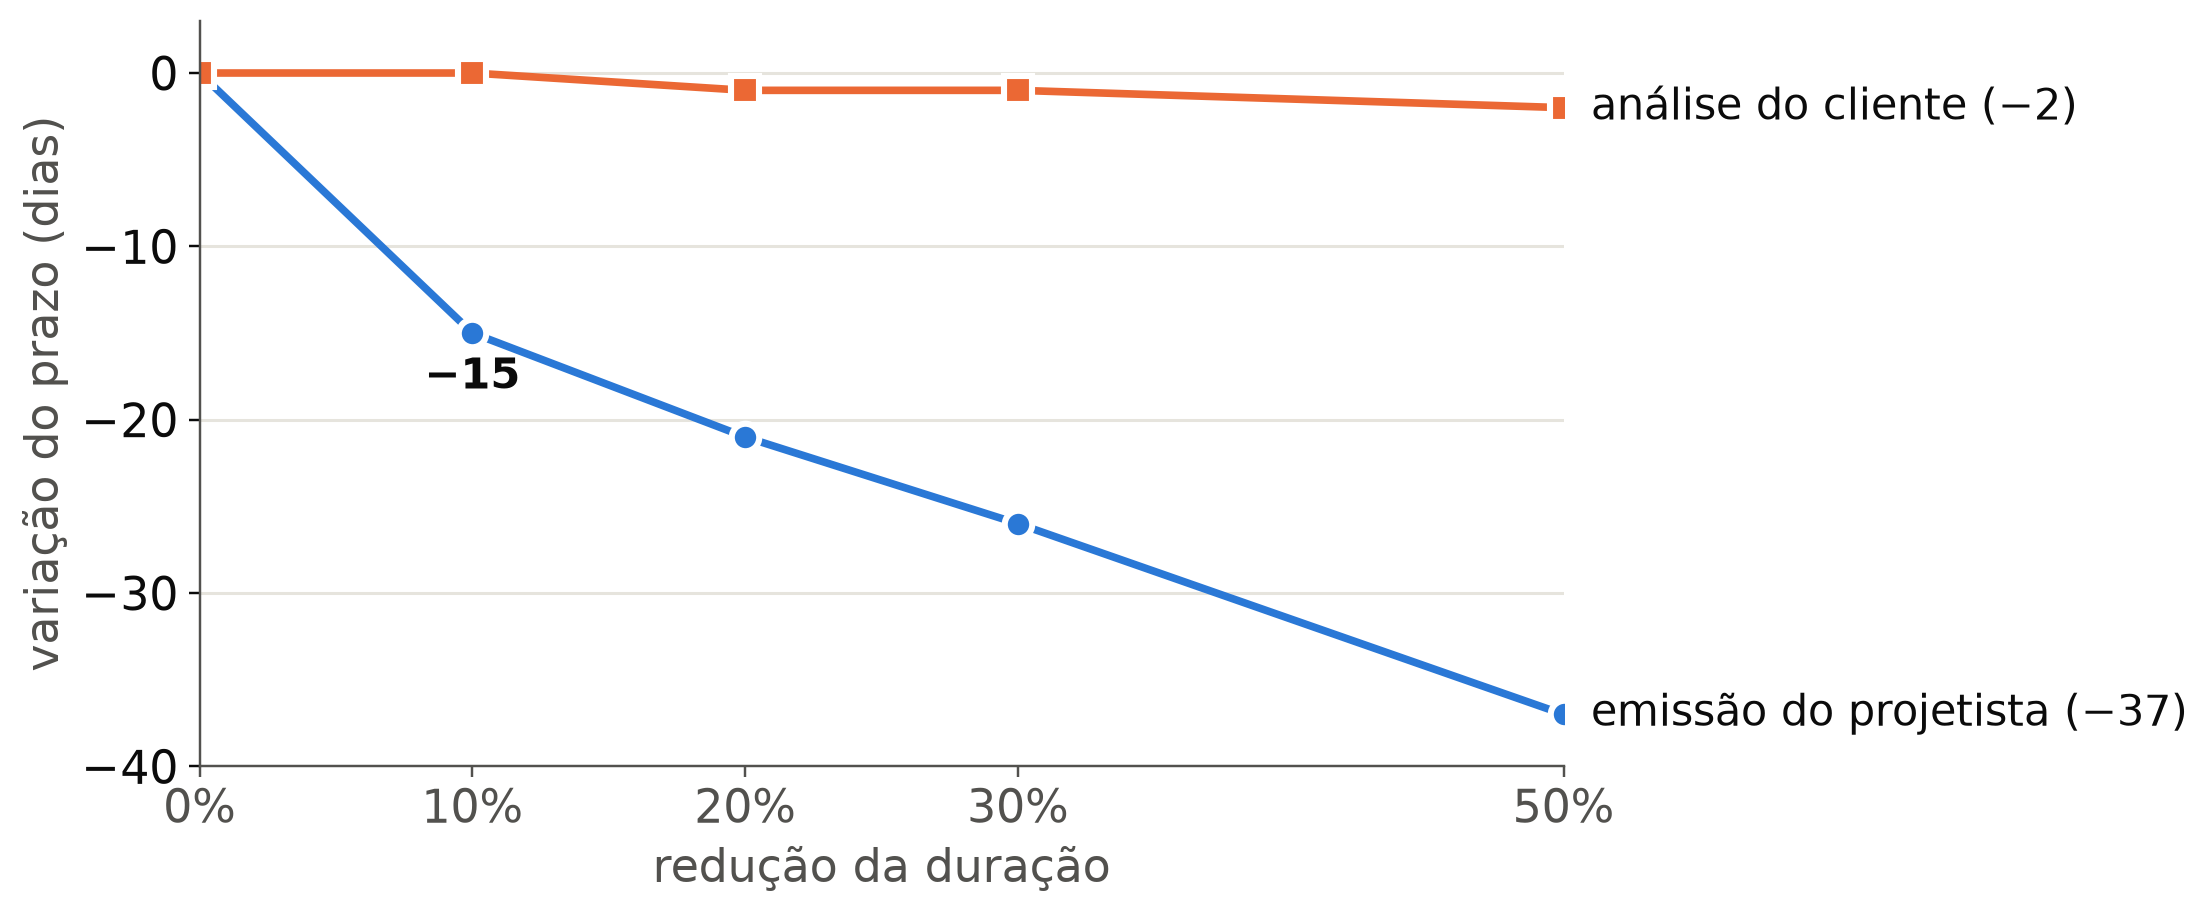 variação do prazo (dias)
0
−10
−20
−30
−40
análise do cliente (−2)
−15
emissão do projetista (−37)
0% 10% 20% 30% 50%
redução da duração